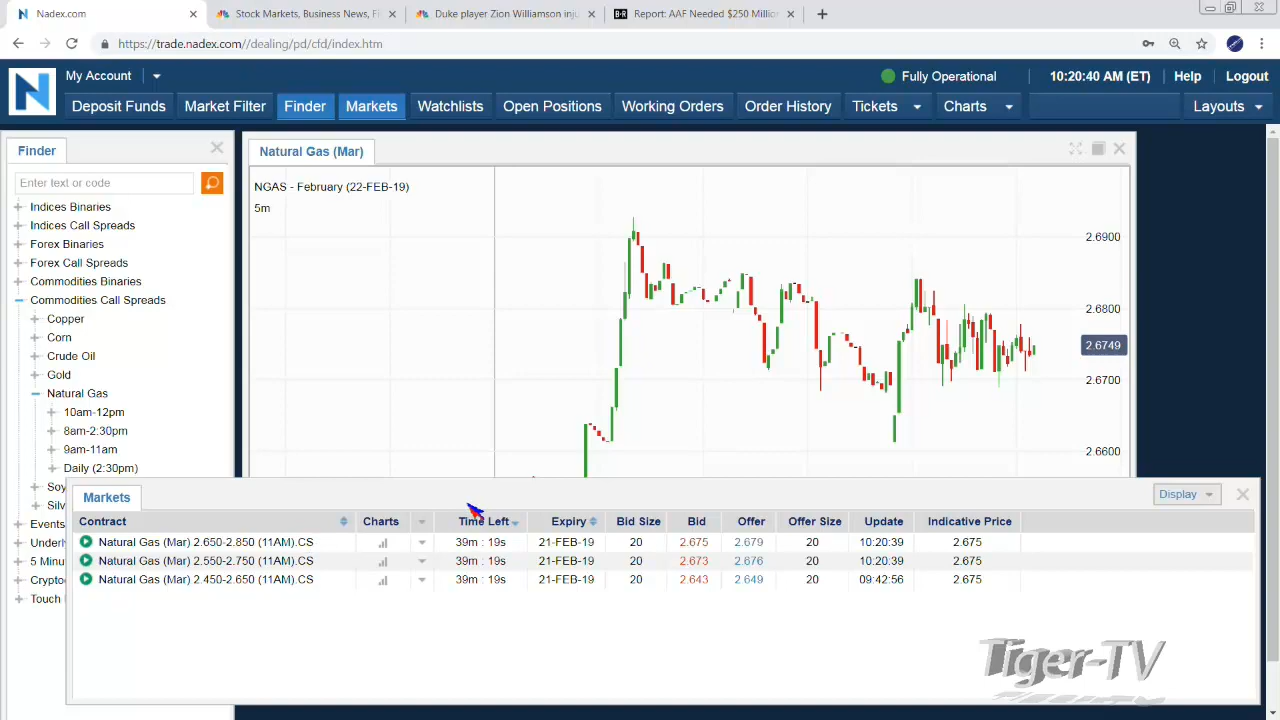 Nadex.com
Stock Markets, Business News, Fi
Duke player Zion Williamson inju
B-R Report: AAF Needed $250 Million
https://trade.nadex.com//dealing/pd/cfd/index.htm
N My Account Fully Operational 10:20:40 AM (ET) Help Logout
Deposit Funds Market Filter Finder Markets Watchlists Open Positions Working Orders Order History Tickets Charts Layouts
Finder
Enter text or code
Indices Binaries
Indices Call Spreads
Forex Binaries
Forex Call Spreads
Commodities Binaries
Commodities Call Spreads
Copper
Corn
Crude Oil
Gold
Natural Gas
10am-12pm
8am-2.30pm
9am-11am
Daily (2:30pm)
Soy
Silv
Events
Underl
5 Minu
Crypto
Touch
Natural Gas (Mar)
NGAS - February (22-FEB-19)
5m
2.6900
2.6800
2.6749
2.6700
2.6600
Markets Display
Contract Charts Time Left Expiry Bid Size Bid Offer Offer Size Update Indicative Price
Natural Gas (Mar) 2.650-2.850 (11AM).CS 39m : 19s 21-FEB-19 20 2.675 2.679 20 10:20:39 2.675
Natural Gas (Mar) 2.550-2.750 (11AM).CS 39m : 19s 21-FEB-19 20 2.673 2.676 20 10:20:39 2.675
Natural Gas (Mar) 2.450-2.650 (11AM).CS 39m : 19s 21-FEB-19 20 2.643 2.649 20 09:42:56 2.675
Tiger-TV